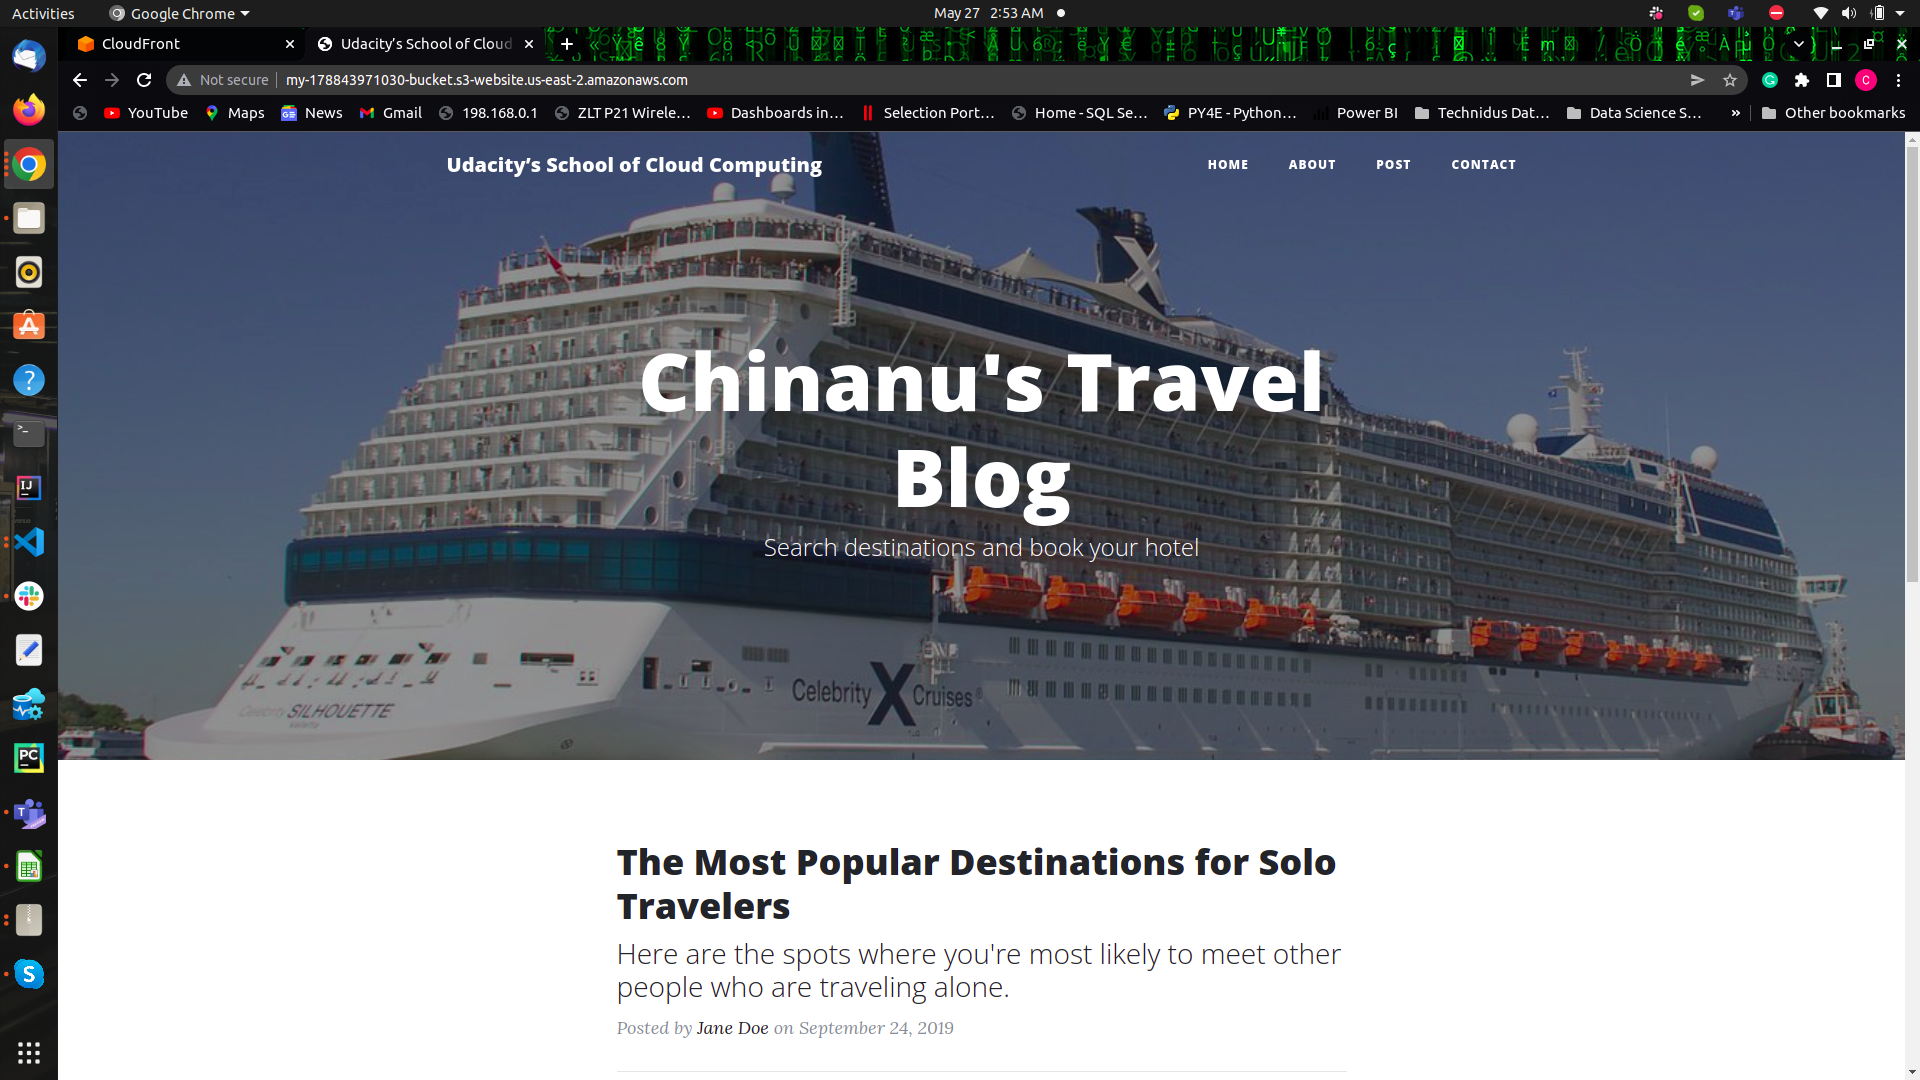 Activities
Google Chrome
May 27 2:53 AM
CloudFront
Udacity’s School of Cloud
Not secure
my-178843971030-bucket.s3-website.us-east-2.amazonaws.com
YouTube
Maps
News
Gmail
198.168.0.1
ZLT P21 Wirele…
Dashboards in…
Selection Port…
Home - SQL Se…
PY4E - Python…
Power BI
Technidus Dat…
Data Science S…
»
Other bookmarks
Udacity’s School of Cloud Computing
HOME
ABOUT
POST
CONTACT
Chinanu's Travel
Blog
Search destinations and book your hotel
Celebrity X Cruises®
Celebrity SILHOUETTE
The Most Popular Destinations for Solo
Travelers
Here are the spots where you're most likely to meet other
people who are traveling alone.
Posted by Jane Doe on September 24, 2019